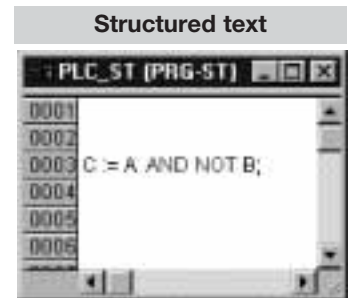 Structured text
PLC_ST (PRG-ST)
0001
0002
0003 C := A AND NOT B;
0004
0005
0006